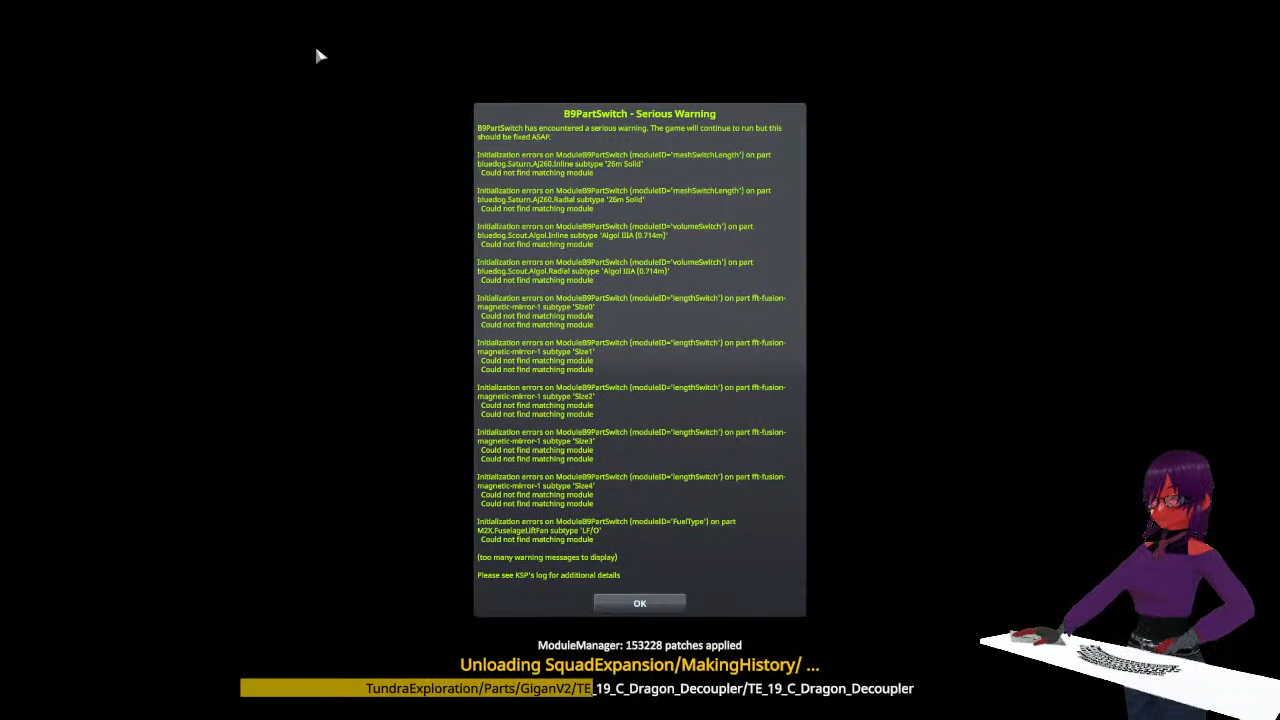 B9PartSwitch - Serious Warning
B9PartSwitch has encountered a serious warning. The game will continue to run but this
should be fixed ASAP.
Initialization errors on ModuleB9PartSwitch (moduleID='meshSwitchLength') on part
bluedog.Saturn.AJ260.Inline subtype '26m Solid'
Could not find matching module
Initialization errors on ModuleB9PartSwitch (moduleID='meshSwitchLength') on part
bluedog.Saturn.AJ260.Radial subtype '26m Solid'
Could not find matching module
Initialization errors on ModuleB9PartSwitch (moduleID='volumeSwitch') on part
bluedog.Scout.Algol.Inline subtype 'Algol IIIA (0.714m)'
Could not find matching module
Initialization errors on ModuleB9PartSwitch (moduleID='volumeSwitch') on part
bluedog.Scout.Algol.Radial subtype 'Algol IIIA (0.714m)'
Could not find matching module
Initialization errors on ModuleB9PartSwitch (moduleID='lengthSwitch') on part fft-fusion-
magnetic-mirror-1 subtype 'Size0'
Could not find matching module
Could not find matching module
Initialization errors on ModuleB9PartSwitch (moduleID='lengthSwitch') on part fft-fusion-
magnetic-mirror-1 subtype 'Size1'
Could not find matching module
Could not find matching module
Initialization errors on ModuleB9PartSwitch (moduleID='lengthSwitch') on part fft-fusion-
magnetic-mirror-1 subtype 'Size2'
Could not find matching module
Could not find matching module
Initialization errors on ModuleB9PartSwitch (moduleID='lengthSwitch') on part fft-fusion-
magnetic-mirror-1 subtype 'Size3'
Could not find matching module
Could not find matching module
Initialization errors on ModuleB9PartSwitch (moduleID='lengthSwitch') on part fft-fusion-
magnetic-mirror-1 subtype 'Size4'
Could not find matching module
Could not find matching module
Initialization errors on ModuleB9PartSwitch (moduleID='FuelType') on part
M2X.FuselageLiftFan subtype 'LF/O'
Could not find matching module
(too many warning messages to display)
Please see KSP's log for additional details
OK
ModuleManager: 153228 patches applied
Unloading SquadExpansion/MakingHistory/ ...
TundraExploration/Parts/GiganV2/TE_19_C_Dragon_Decoupler/TE_19_C_Dragon_Decoupler